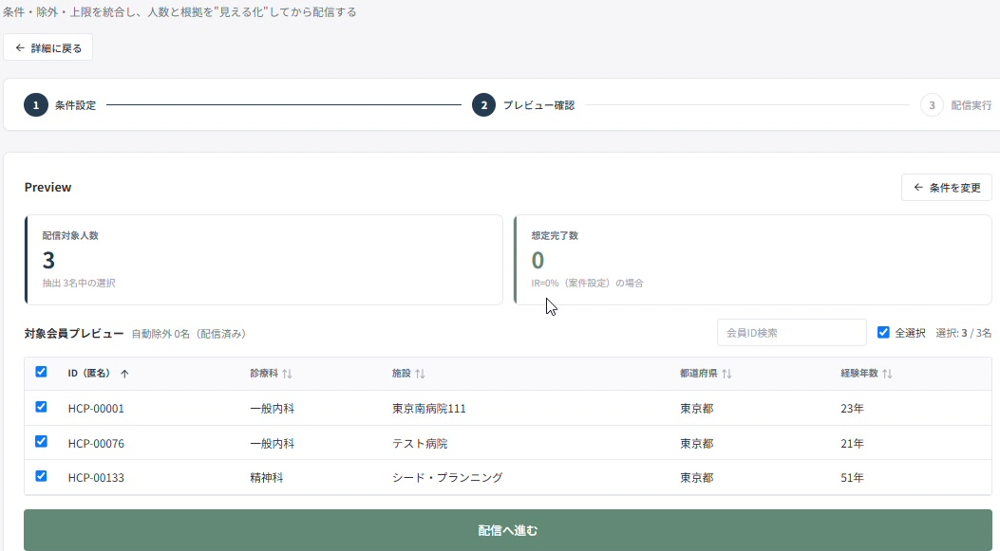 条件・除外・上限を統合し、人数と根拠を"見える化"してから配信する
← 詳細に戻る
1 条件設定 2 プレビュー確認 3 配信実行
Preview ← 条件を変更
配信対象人数
3
抽出 3名中の選択
想定完了数
0
IR=0%（案件設定）の場合
対象会員プレビュー 自動除外 0名（配信済み） 会員ID検索 全選択 選択: 3 / 3名
ID（匿名） ↑ 診療科 ↑↓ 施設 ↑↓ 都道府県 ↑↓ 経験年数 ↑↓
HCP-00001 一般内科 東京南病院111 東京都 23年
HCP-00076 一般内科 テスト病院 東京都 21年
HCP-00133 精神科 シード・プランニング 東京都 51年
配信へ進む